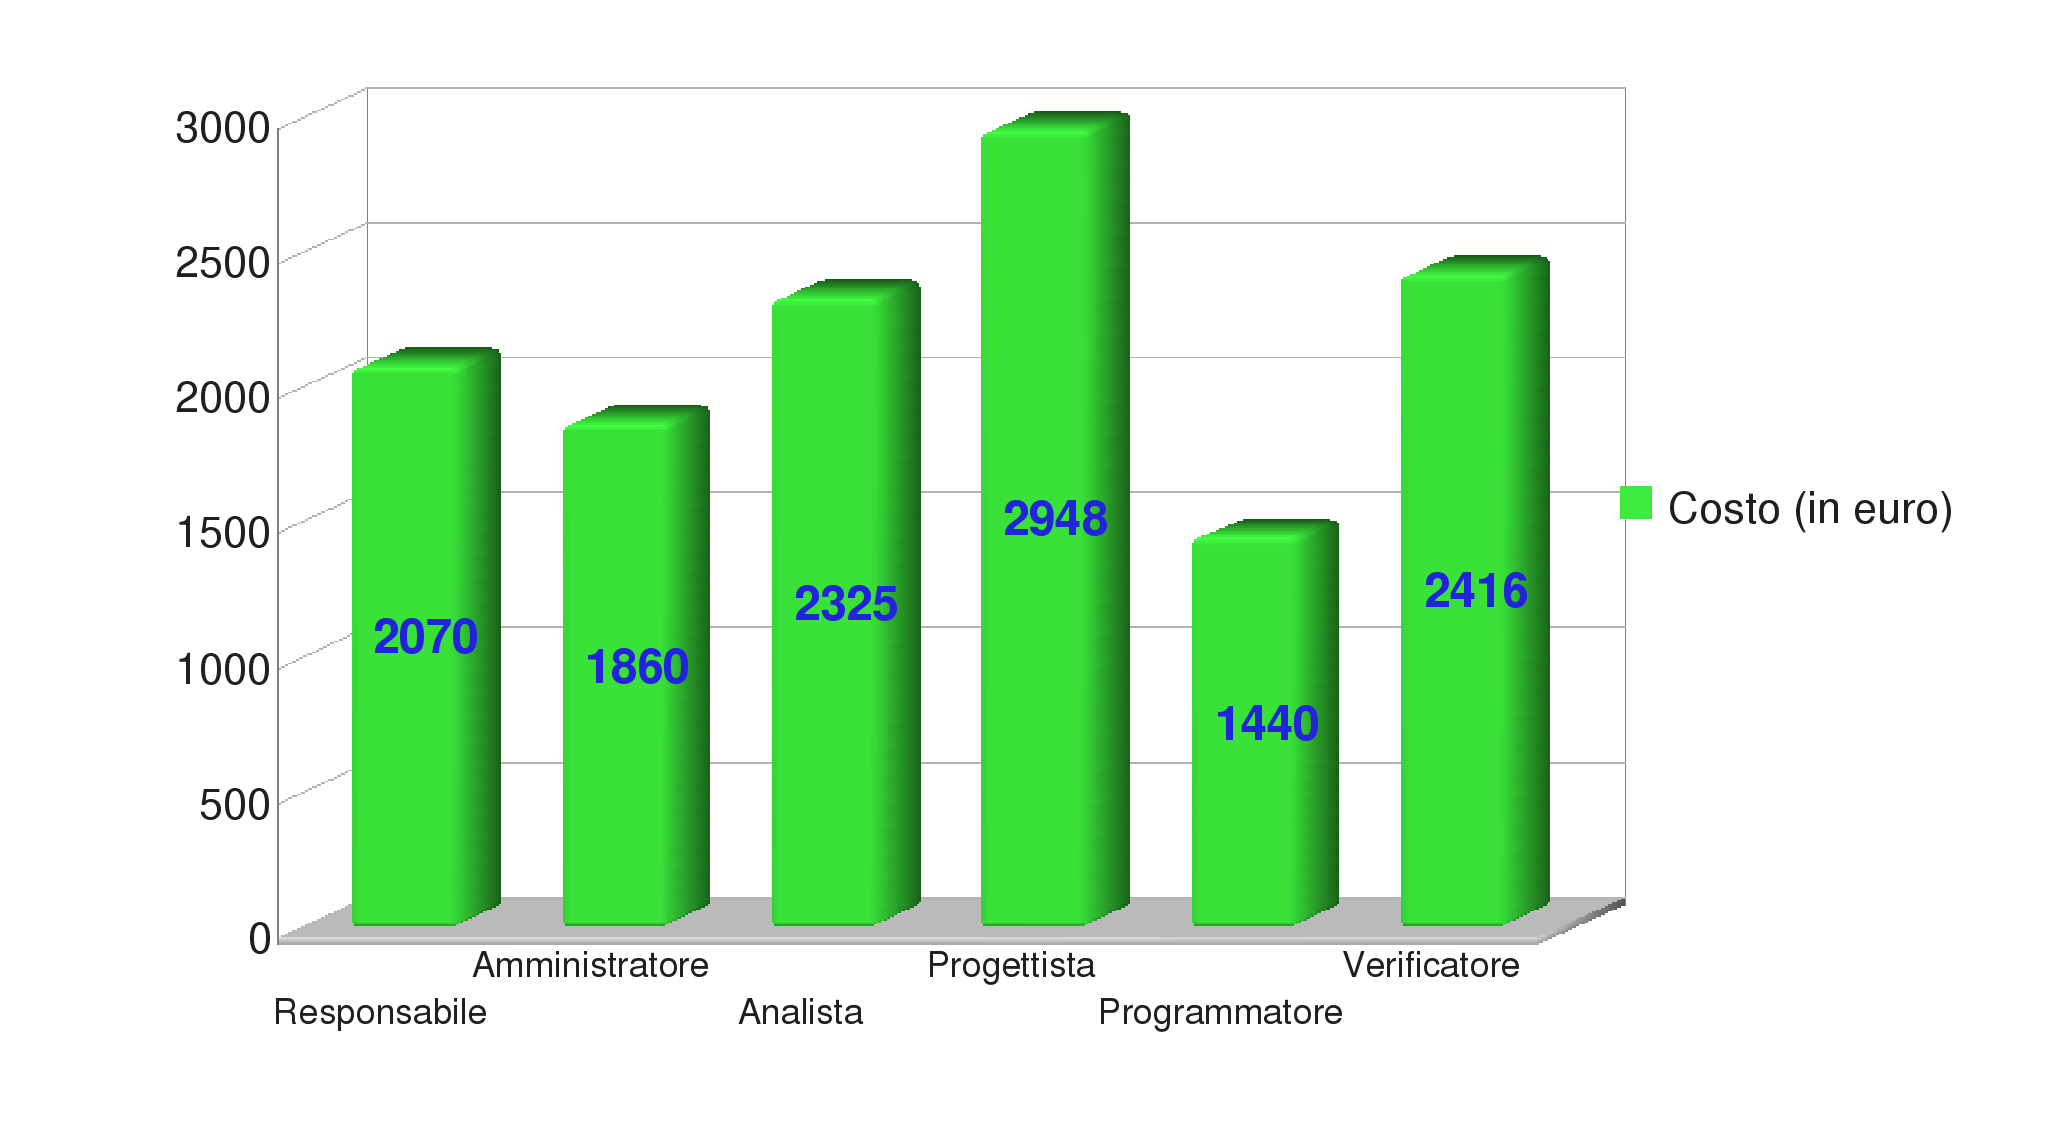 3000
2500
2000
1500
1000
500
0
2070
1860
2325
2948
1440
2416
Costo (in euro)
Responsabile
Amministratore
Analista
Progettista
Programmatore
Verificatore